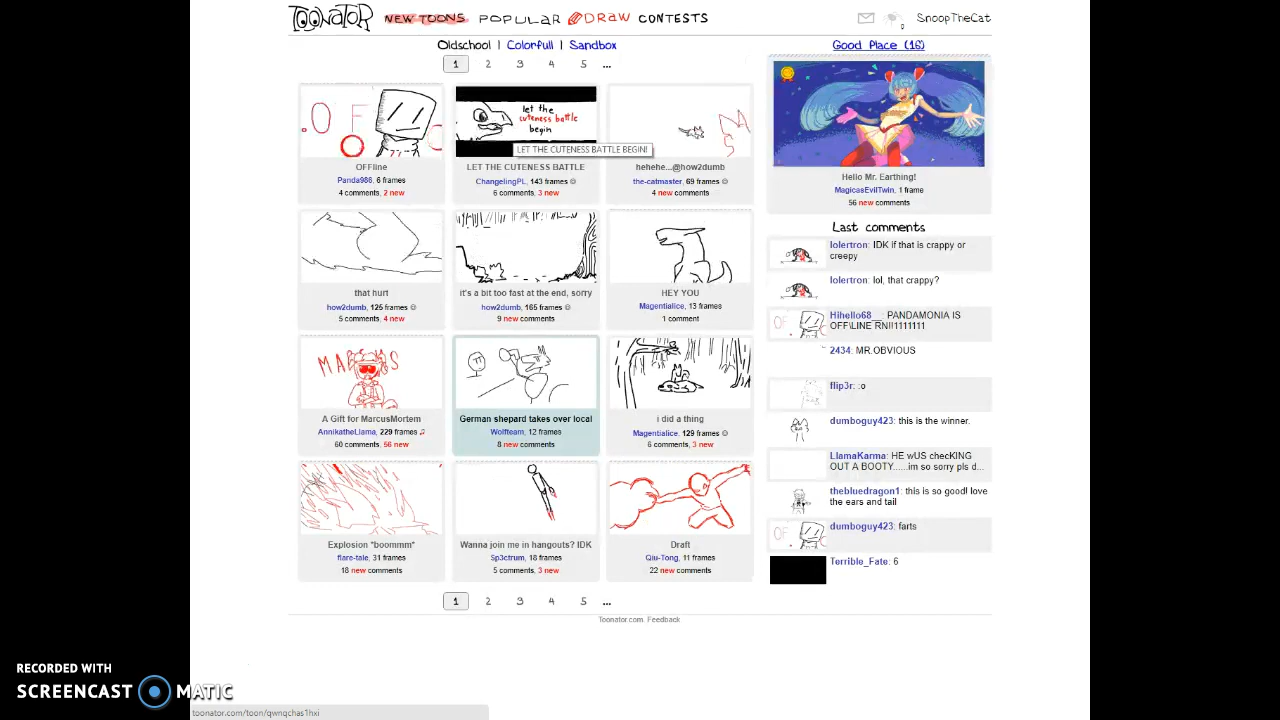 TOONATOR NEW TOONS POPULAR DRAW CONTESTS
0 SnoopTheCat
Oldschool | Colorfull | Sandbox
1 2 3 4 5 ...
.OF
OFFline
Panda986, 6 frames
4 comments, 2 new
let the
cuteness battle
begin
LET THE CUTENESS BATTLE BEGIN!
LET THE CUTENESS BATTLE
ChangelingPL, 143 frames
6 comments, 3 new
hehehe...@how2dumb
the-catmaster, 69 frames
4 new comments
that hurt
how2dumb, 125 frames
5 comments, 4 new
it's a bit too fast at the end, sorry
how2dumb, 165 frames
9 new comments
HEY YOU
Magentialice, 13 frames
1 comment
A Gift for MarcusMortem
AnnikatheLlama, 229 frames
60 comments, 56 new
German shepard takes over local
Wolfteam, 12 frames
8 new comments
i did a thing
Magentialice, 129 frames
6 comments, 3 new
Explosion *boommm*
flare-tale, 31 frames
18 new comments
Wanna join me in hangouts? IDK
Sp3ctrum, 18 frames
5 comments, 3 new
Draft
Qiu-Tong, 11 frames
22 new comments
1 2 3 4 5 ...
Toonator.com. Feedback
Good Place (16)
Hello Mr. Earthing!
MagicasEvilTwin, 1 frame
56 new comments
Last comments
lolertron: IDK if that is crappy or
creepy
lolertron: lol, that crappy?
Hihello68__: PANDAMONIA IS
OFF\LINE RN!!1111111
2434: MR.OBVIOUS
flip3r: :o
dumboguy423: this is the winner.
LlamaKarma: HE wUS checKING
OUT A BOOTY......im so sorry pls d...
thebluedragon1: this is so good! love
the ears and tail
dumboguy423: farts
Terrible_Fate: 6
RECORDED WITH
SCREENCAST MATIC
toonator.com/toon/qwnqchas1hxi